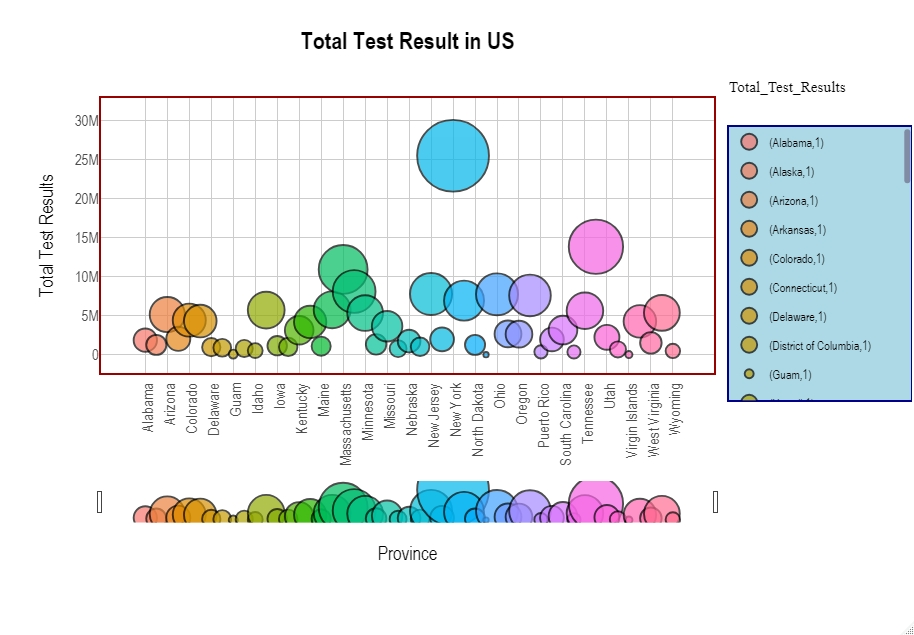 Total Test Result in US
Total_Test_Results
Total Test Results
30M
25M
20M
15M
10M
5M
0
(Alabama,1)
(Alaska,1)
(Arizona,1)
(Arkansas,1)
(Colorado,1)
(Connecticut,1)
(Delaware,1)
(District of Columbia,1)
(Guam,1)
Alabama
Arizona
Colorado
Delaware
Guam
Idaho
Iowa
Kentucky
Maine
Massachusetts
Minnesota
Missouri
Nebraska
New Jersey
New York
North Dakota
Ohio
Oregon
Puerto Rico
South Carolina
Tennessee
Utah
Virgin Islands
West Virginia
Wyoming
Province